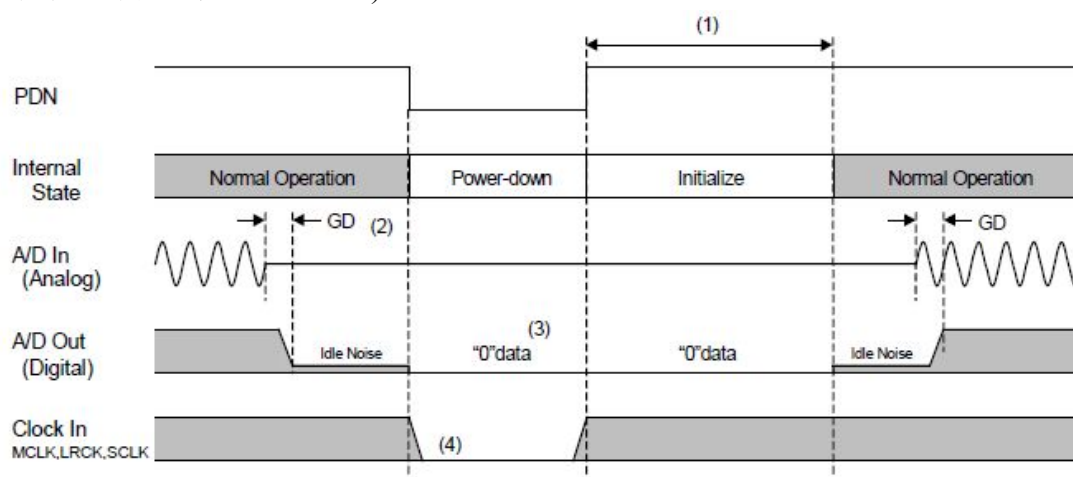 (1)
PDN
Internal
State
Normal Operation
Power-down
Initialize
Normal Operation
GD (2)
GD
A/D In
(Analog)
A/D Out
(Digital)
Idle Noise
"0"data
(3)
"0"data
Idle Noise
Clock In
MCLK,LRCK,SCLK
(4)